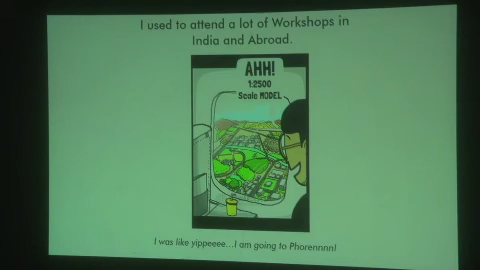 I used to attend a lot of Workshops in
India and Abroad.
AHH!
1:2500
Scale MODEL
I was like yippeeee...I am going to Phorennnn!